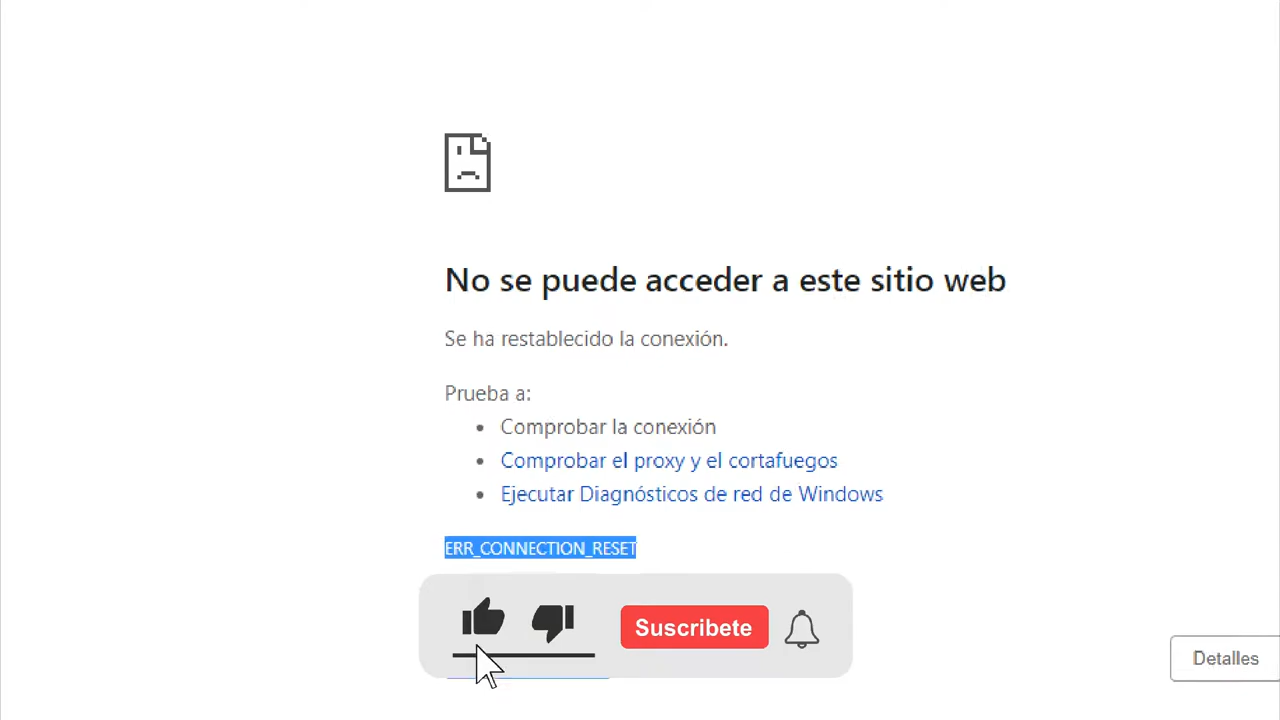 No se puede acceder a este sitio web
Se ha restablecido la conexión.
Prueba a:
Comprobar la conexión
Comprobar el proxy y el cortafuegos
Ejecutar Diagnósticos de red de Windows
ERR_CONNECTION_RESET
Suscribete
Detalles